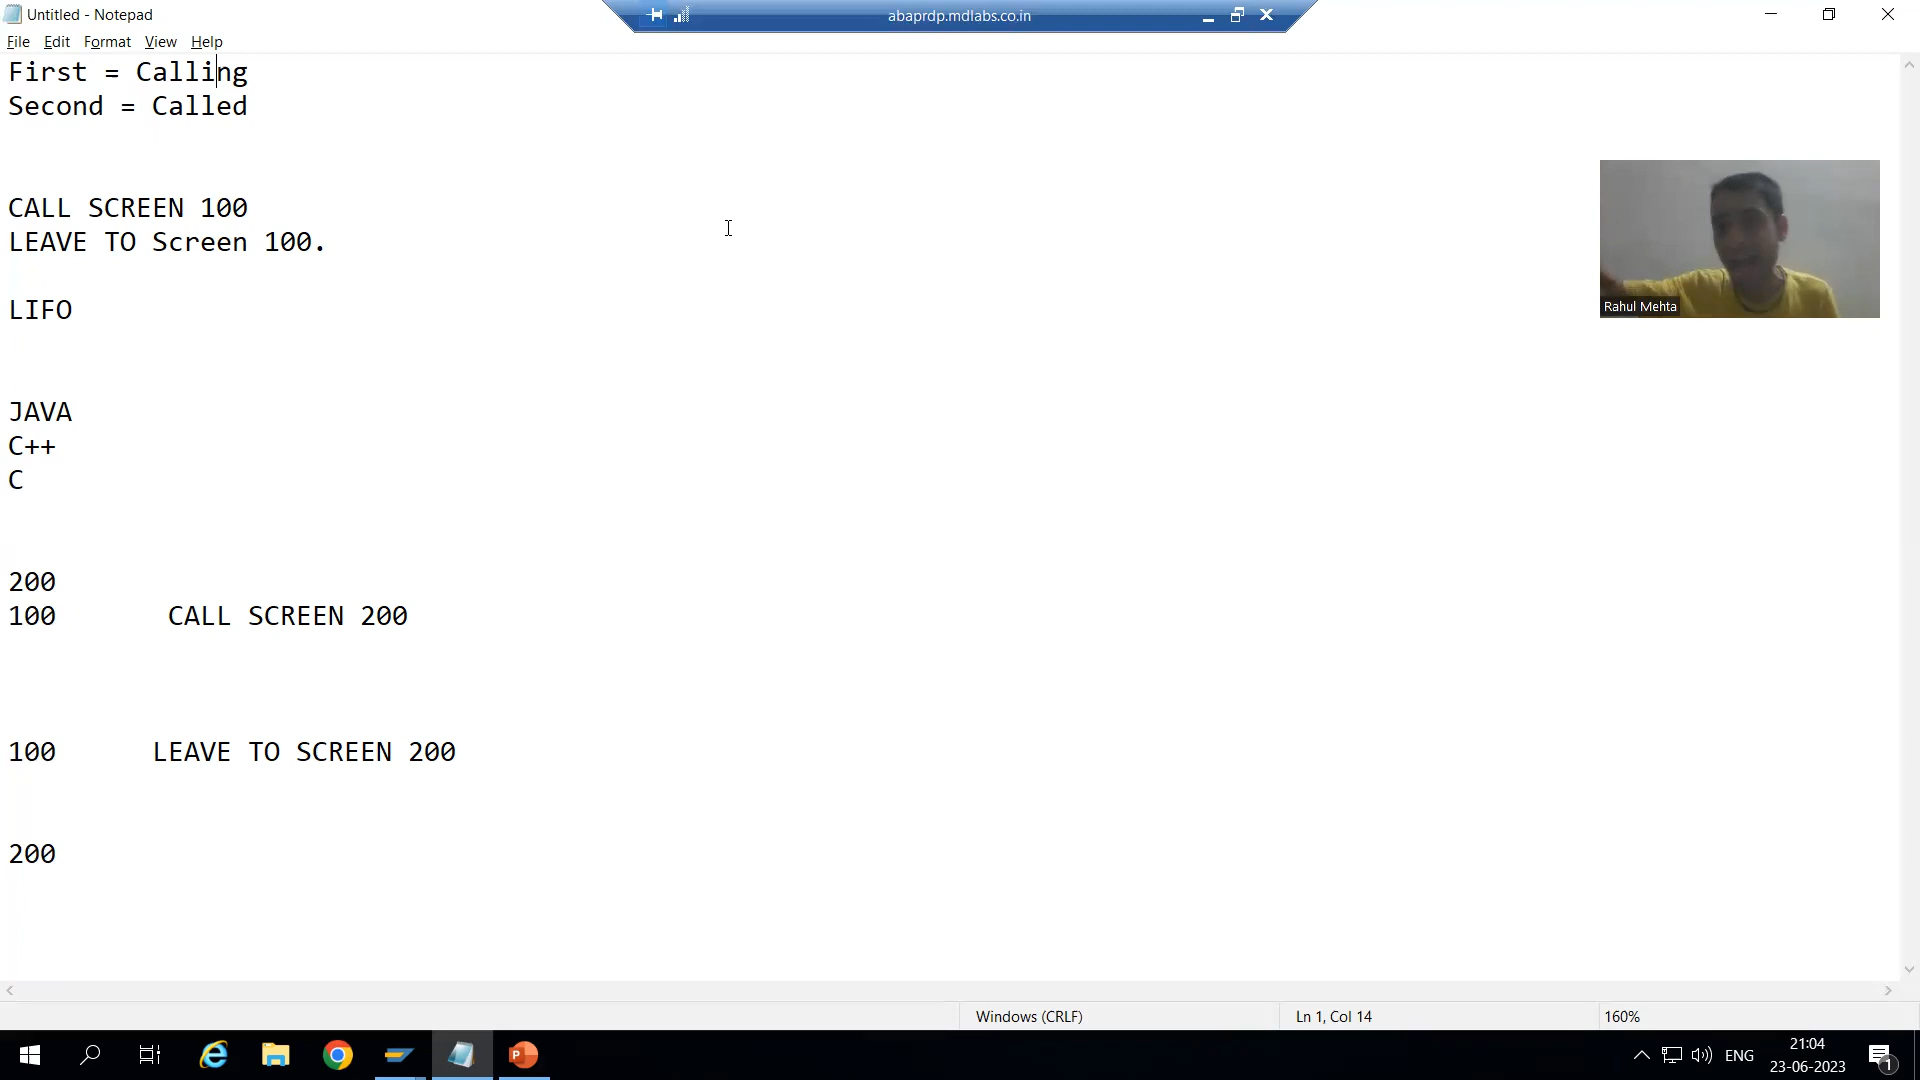 Untitled - Notepad
abaprdp.mdlabs.co.in
File Edit Format View Help
First = Calling
Second = Called
CALL SCREEN 100
LEAVE TO Screen 100.
LIFO
JAVA
C++
C
200
100 CALL SCREEN 200
100 LEAVE TO SCREEN 200
200
Rahul Mehta
Windows (CRLF) Ln 1, Col 14 160%
ENG
21:04
23-06-2023
1